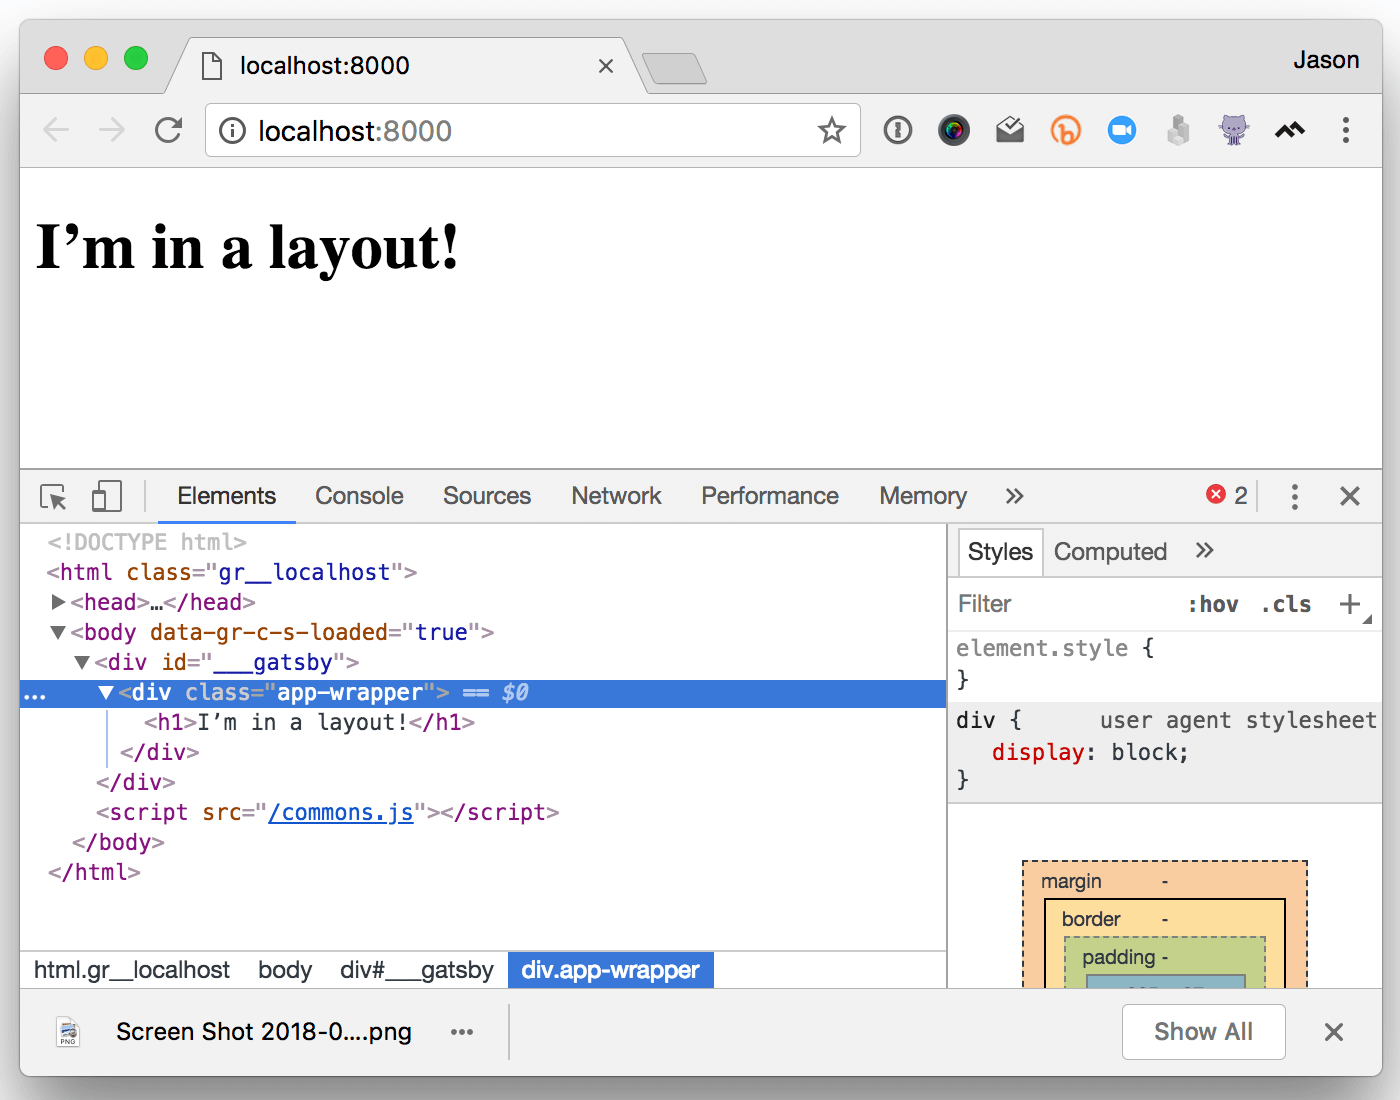 localhost:8000
Jason
localhost:8000
I’m in a layout!
Elements Console Sources Network Performance Memory » 2
<!DOCTYPE html>
<html class="gr__localhost">
<head>…</head>
<body data-gr-c-s-loaded="true">
<div id="___gatsby">
... <div class="app-wrapper"> == $0
<h1>I’m in a layout!</h1>
</div>
</div>
<script src="/commons.js"></script>
</body>
</html>
html.gr__localhost body div#___gatsby div.app-wrapper
Styles Computed »
Filter :hov .cls +
element.style {
}
div { user agent stylesheet
display: block;
}
margin -
border -
padding -
PNG
Screen Shot 2018-0....png
Show All